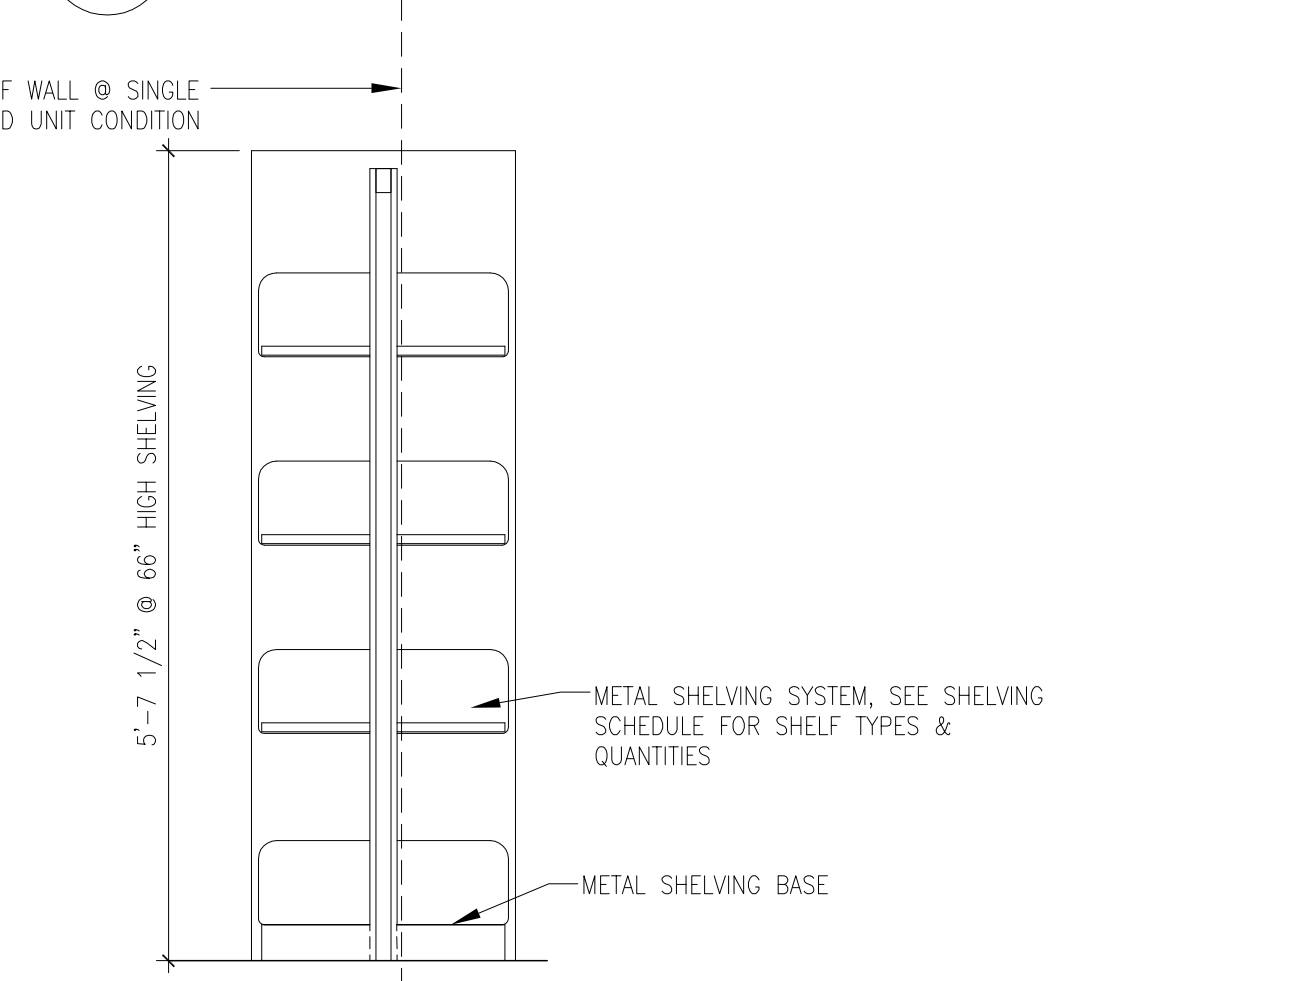 F WALL @ SINGLE
D UNIT CONDITION
5'-7 1/2" @ 66" HIGH SHELVING
METAL SHELVING SYSTEM, SEE SHELVING
SCHEDULE FOR SHELF TYPES &
QUANTITIES
METAL SHELVING BASE